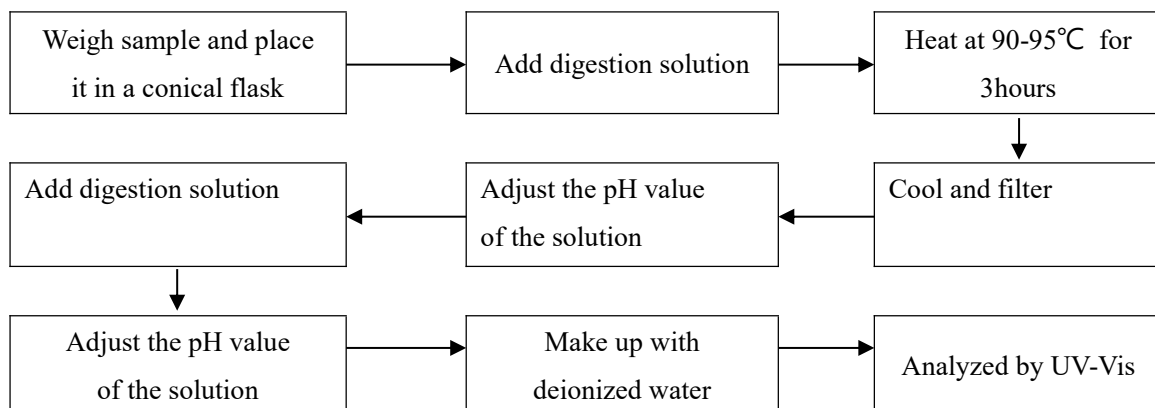 Weigh sample and place
it in a conical flask
Add digestion solution
Heat at 90-95℃ for
3hours
Cool and filter
Adjust the pH value
of the solution
Add digestion solution
Adjust the pH value
of the solution
Make up with
deionized water
Analyzed by UV-Vis